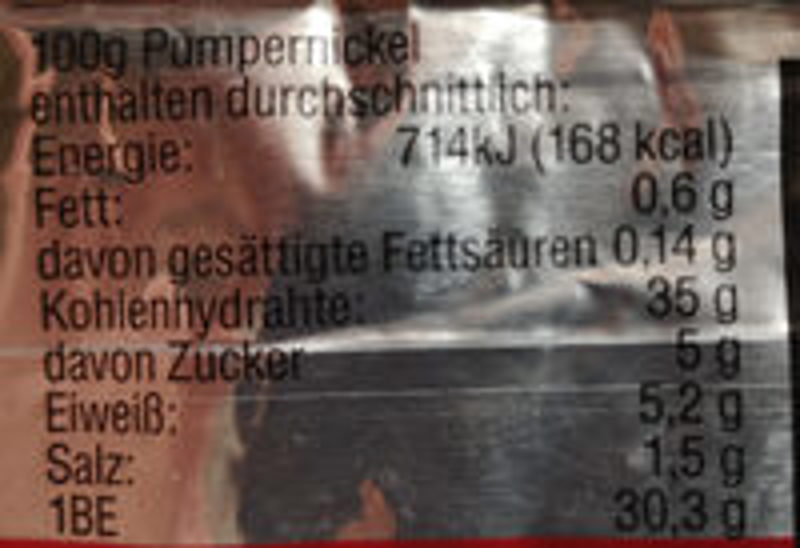 100g Pumpernickel
enthalten durchschnittlich:
Energie: 714kJ (168 kcal)
Fett: 0,6 g
davon gesättigte Fettsäuren 0,14 g
Kohlenhydrahte: 35 g
davon Zucker 5 g
Eiweiß: 5,2 g
Salz: 1,5 g
1BE 30,3 g